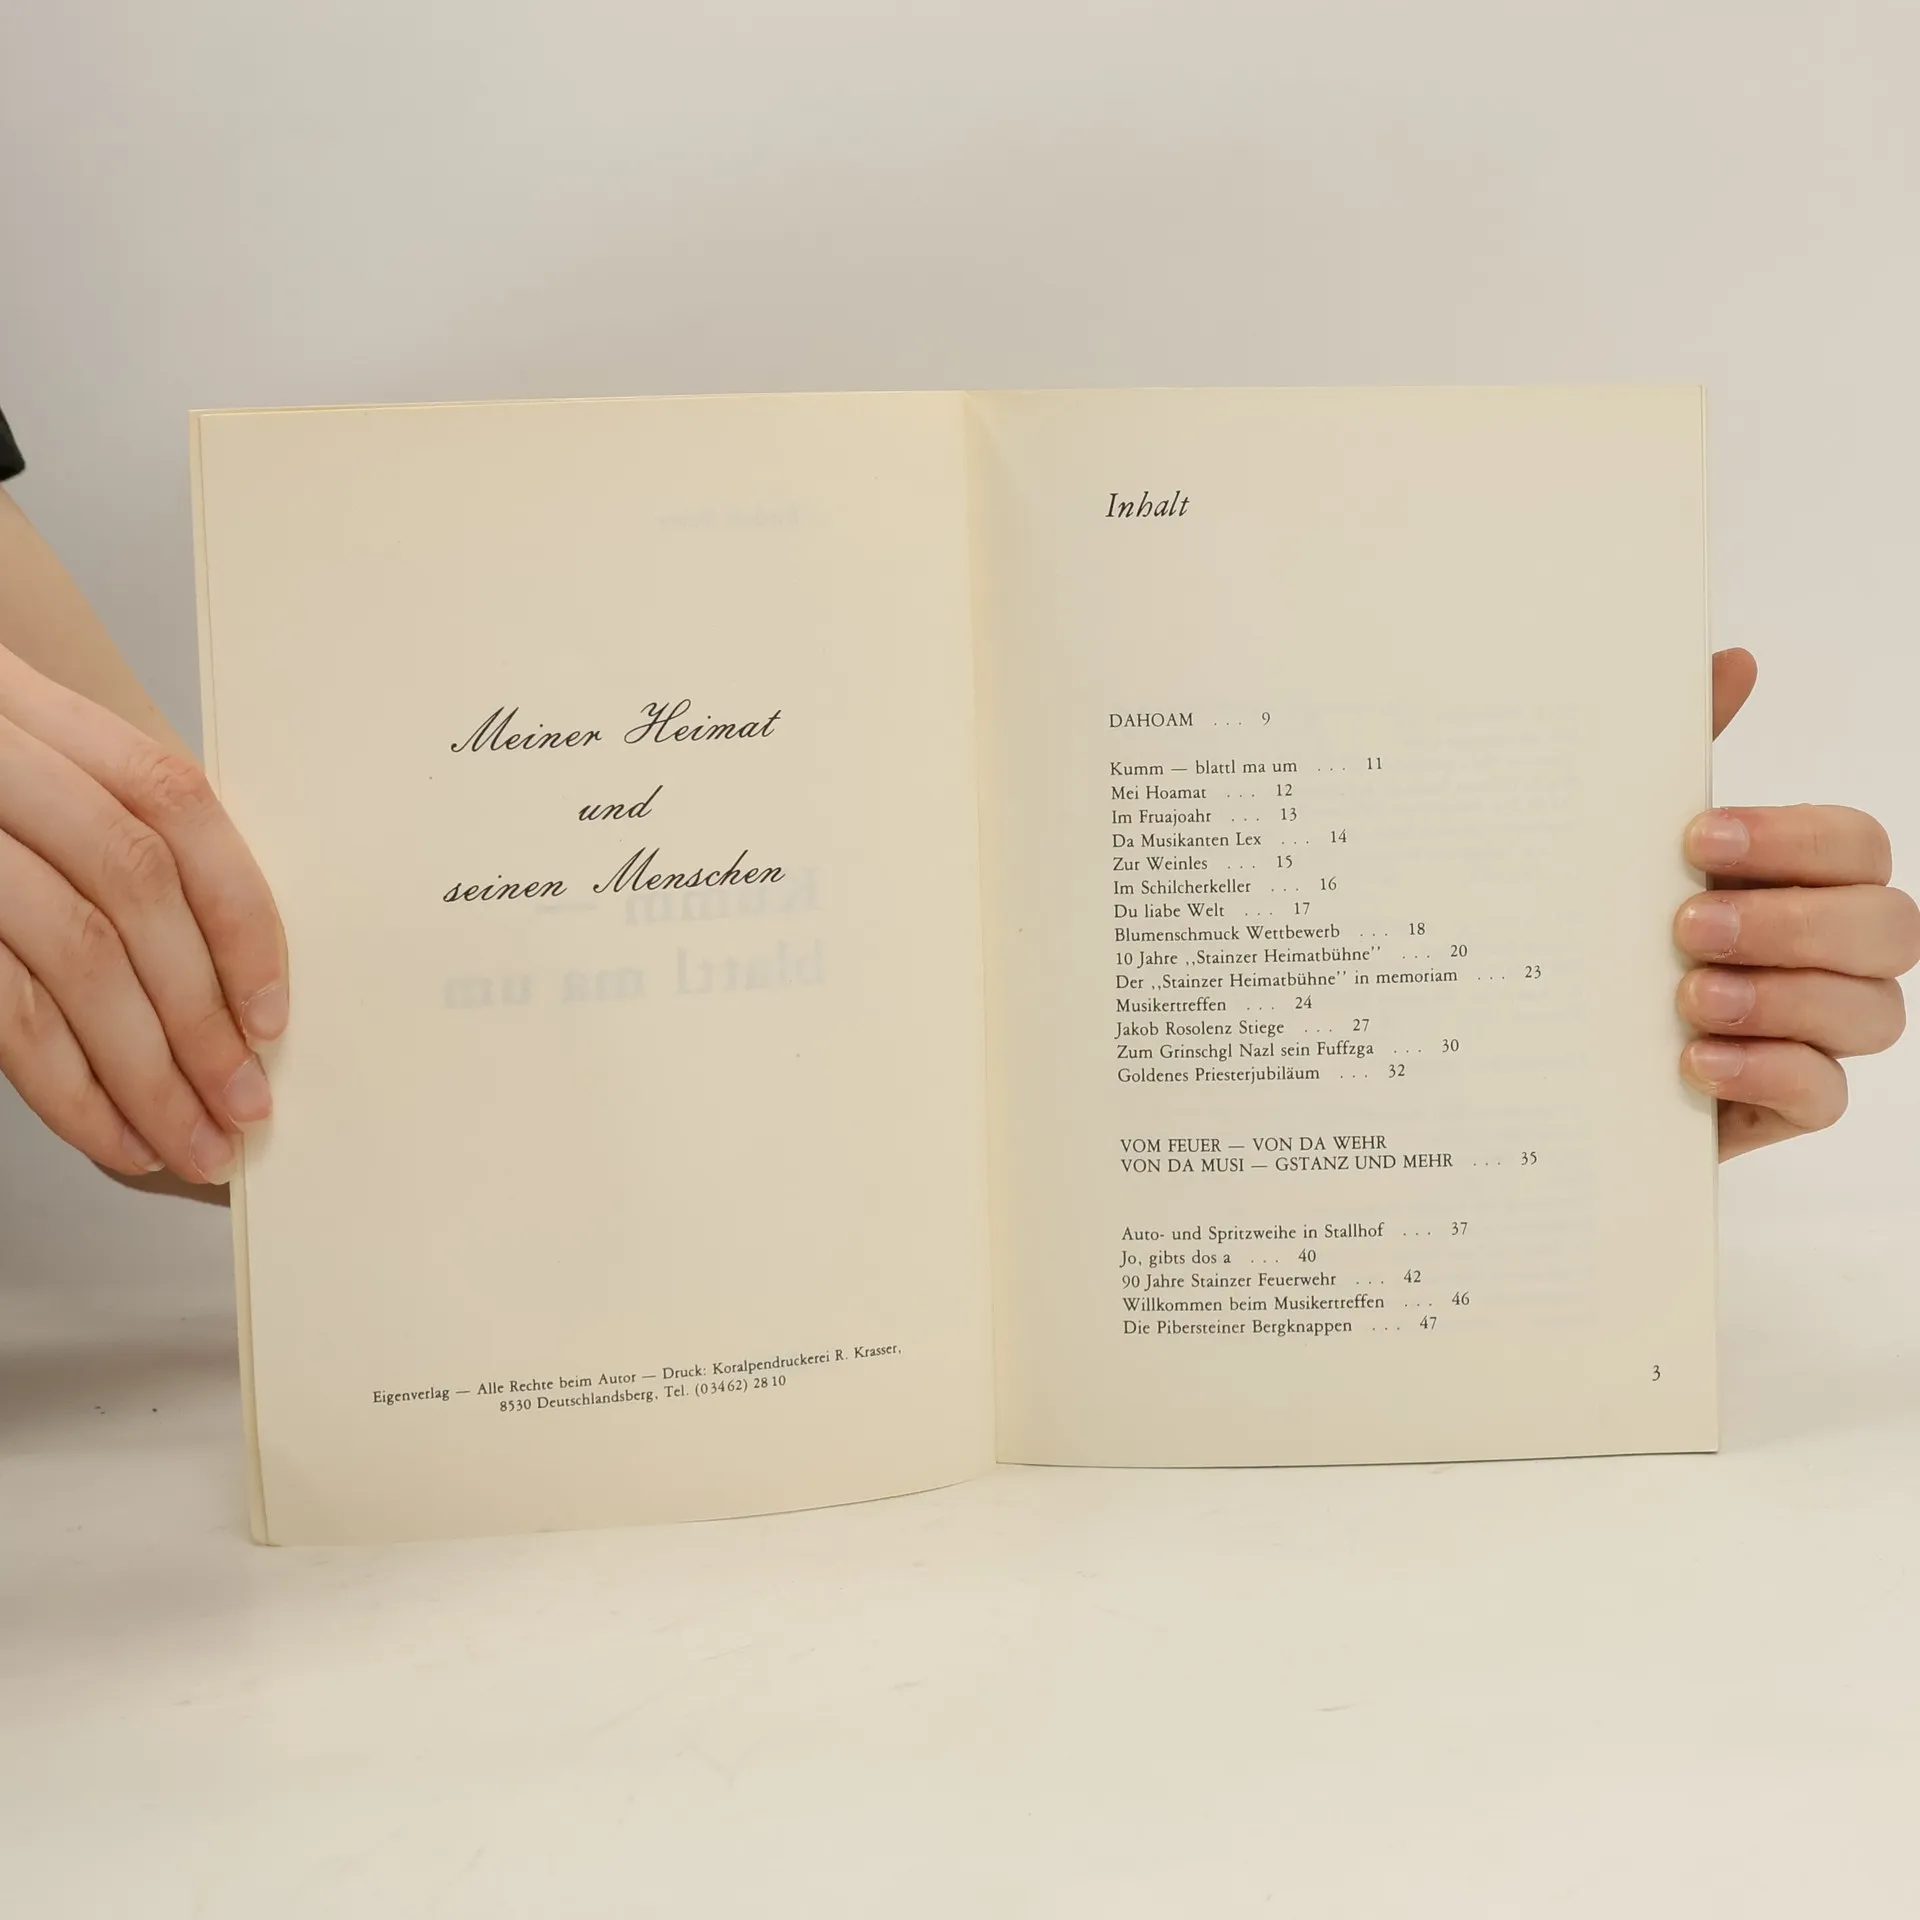 Meiner Heimat
und
seinen Menschen
Eigenverlag — Alle Rechte beim Autor — Druck: Koralpendruckerei R. Krasser,
8530 Deutschlandsberg, Tel. (03462) 28 10
Inhalt
DAHOAM . . . 9
Kumm — blattl ma um . . . 11
Mei Hoamat . . . 12
Im Fruajoahr . . . 13
Da Musikanten Lex . . . 14
Zur Weinles . . . 15
Im Schilcherkeller . . . 16
Du liabe Welt . . . 17
Blumenschmuck Wettbewerb . . . 18
10 Jahre ,,Stainzer Heimatbühne’’ . . . 20
Der ,,Stainzer Heimatbühne’’ in memoriam . . . 23
Musikertreffen . . . 24
Jakob Rosolenz Stiege . . . 27
Zum Grinschgl Nazl sein Fuffzga . . . 30
Goldenes Priesterjubiläum . . . 32
VOM FEUER — VON DA WEHR
VON DA MUSI — GSTANZ UND MEHR . . . 35
Auto- und Spritzweihe in Stallhof . . . 37
Jo, gibts dos a . . . 40
90 Jahre Stainzer Feuerwehr . . . 42
Willkommen beim Musikertreffen . . . 46
Die Pibersteiner Bergknappen . . . 47
3